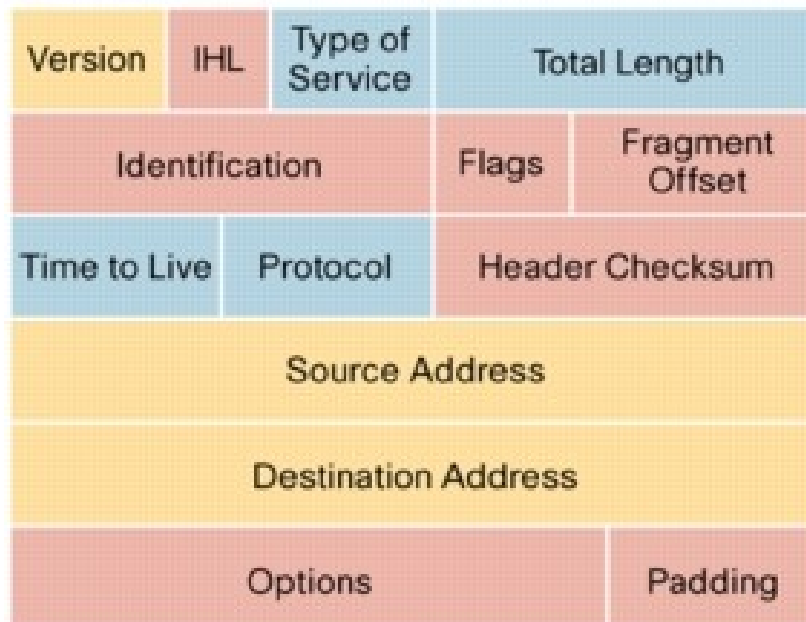 Version IHL Type of Service Total Length
Identification Flags Fragment Offset
Time to Live Protocol Header Checksum
Source Address
Destination Address
Options Padding